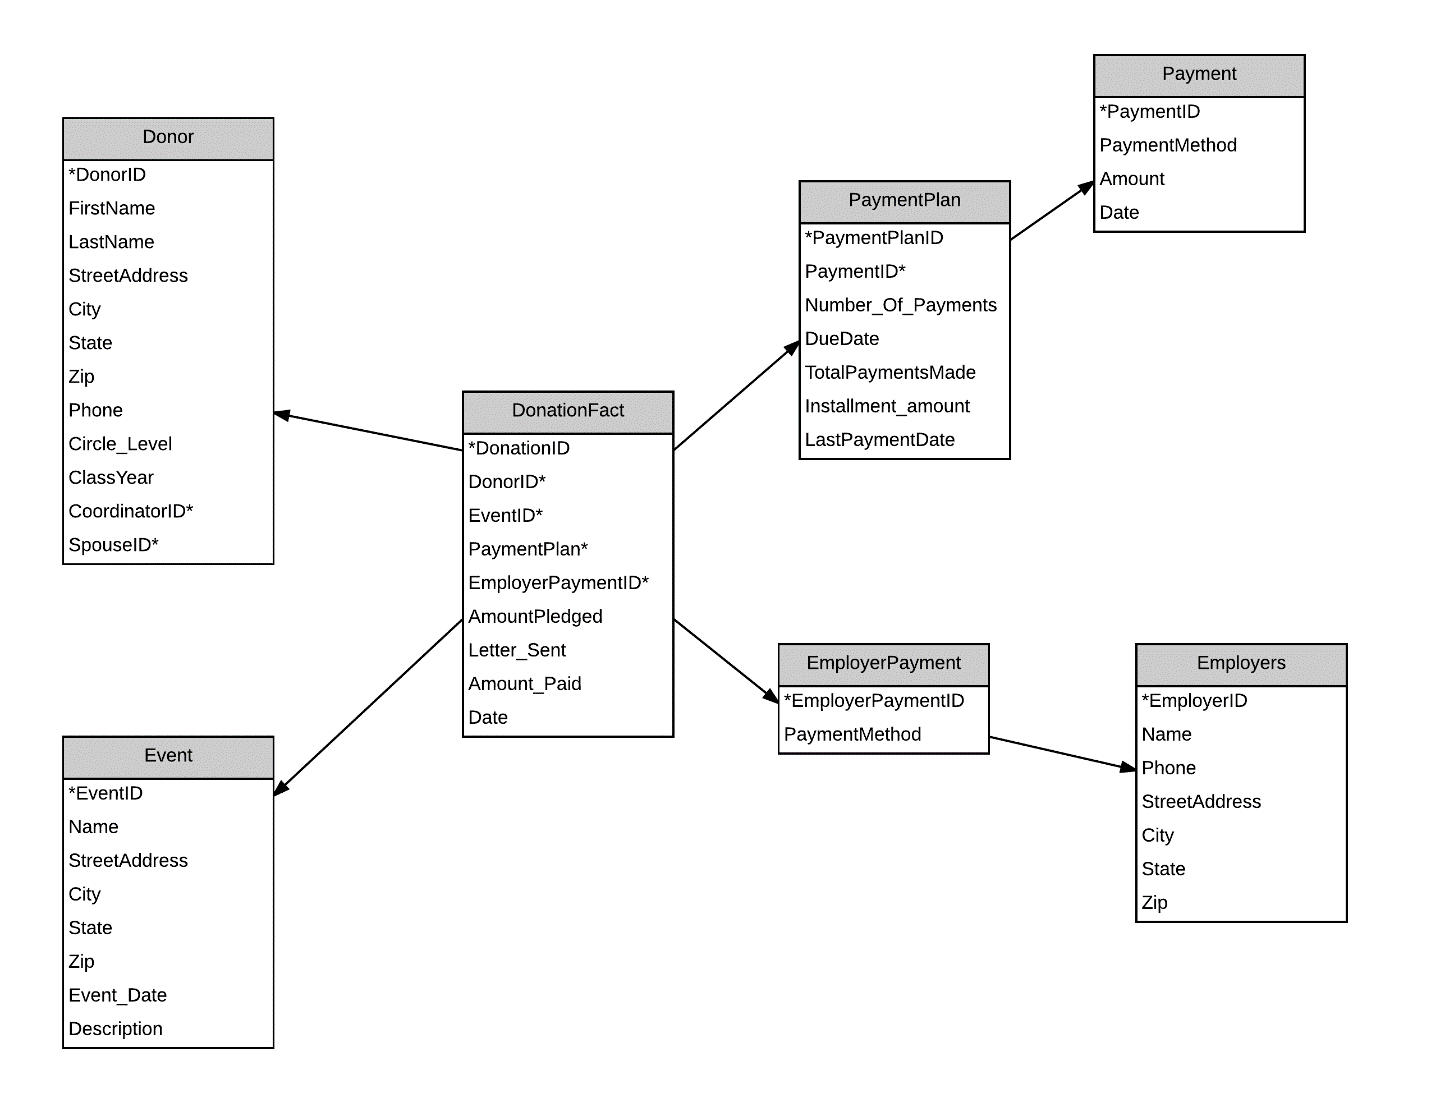 Donor
*DonorID
FirstName
LastName
StreetAddress
City
State
Zip
Phone
Circle_Level
ClassYear
CoordinatorID*
SpouseID*
Event
*EventID
Name
StreetAddress
City
State
Zip
Event_Date
Description
DonationFact
*DonationID
DonorID*
EventID*
PaymentPlan*
EmployerPaymentID*
AmountPledged
Letter_Sent
Amount_Paid
Date
PaymentPlan
*PaymentPlanID
PaymentID*
Number_Of_Payments
DueDate
TotalPaymentsMade
Installment_amount
LastPaymentDate
Payment
*PaymentID
PaymentMethod
Amount
Date
EmployerPayment
*EmployerPaymentID
PaymentMethod
Employers
*EmployerID
Name
Phone
StreetAddress
City
State
Zip